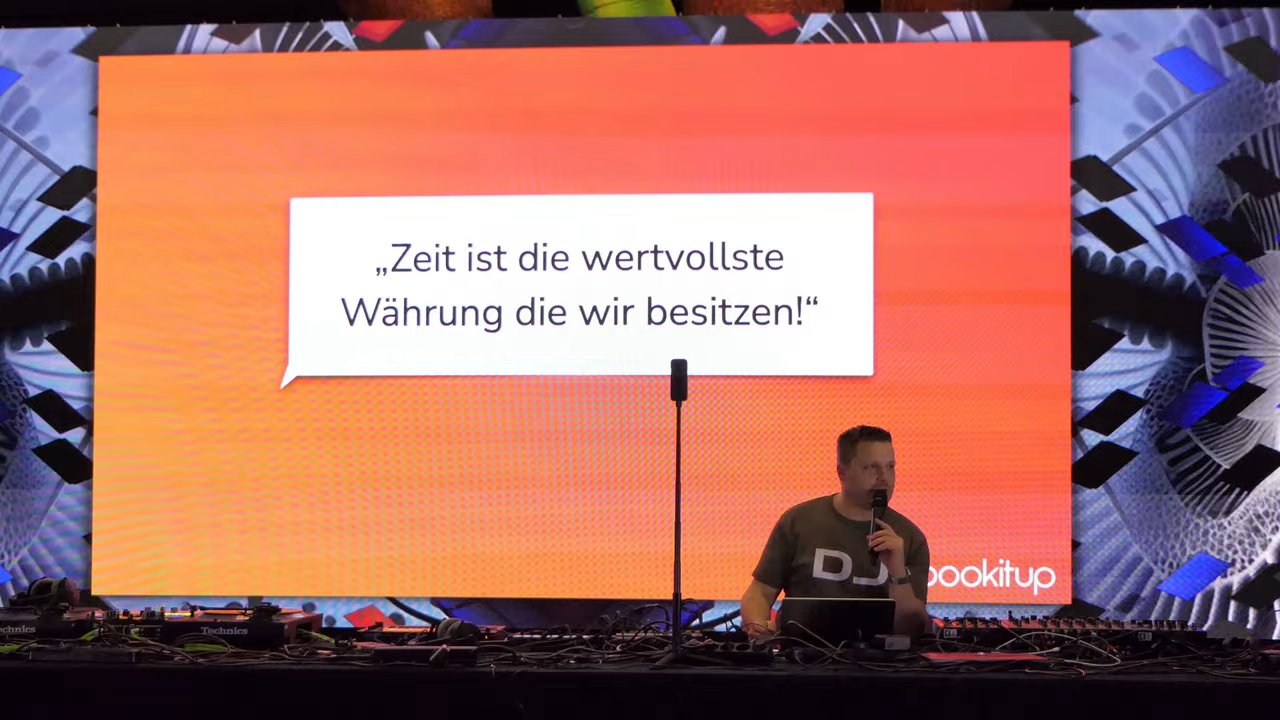 „Zeit ist die wertvollste
Währung die wir besitzen!“
DJ
bookitup
Technics